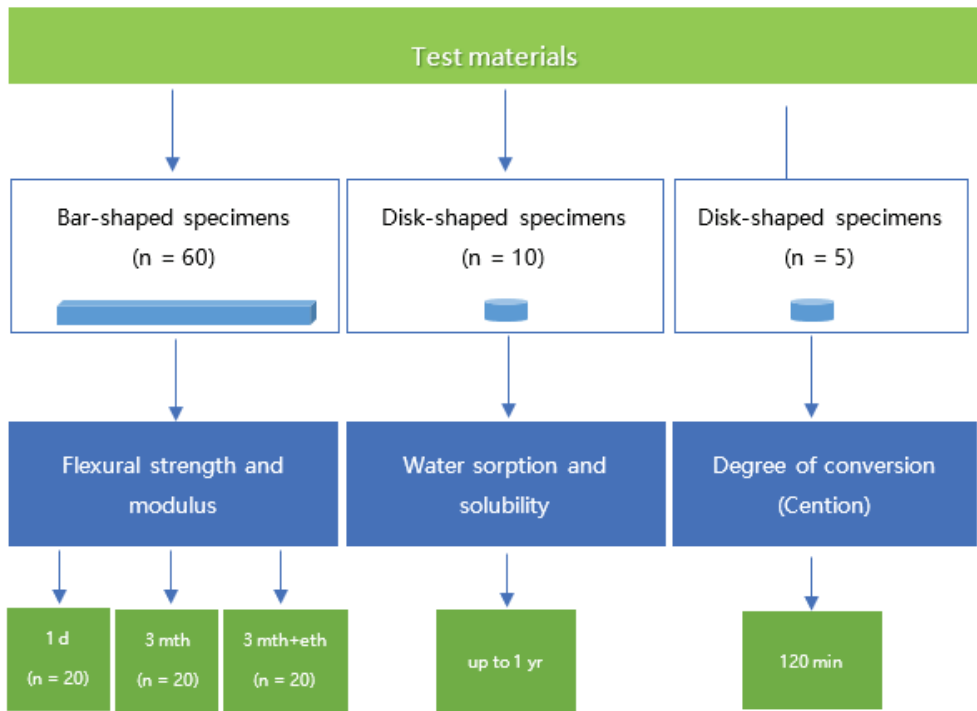 Test materials
Bar-shaped specimens
(n = 60)
Disk-shaped specimens
(n = 10)
Disk-shaped specimens
(n = 5)
Flexural strength and
modulus
Water sorption and
solubility
Degree of conversion
(Cention)
1 d
(n = 20)
3 mth
(n = 20)
3 mth+eth
(n = 20)
up to 1 yr
120 min